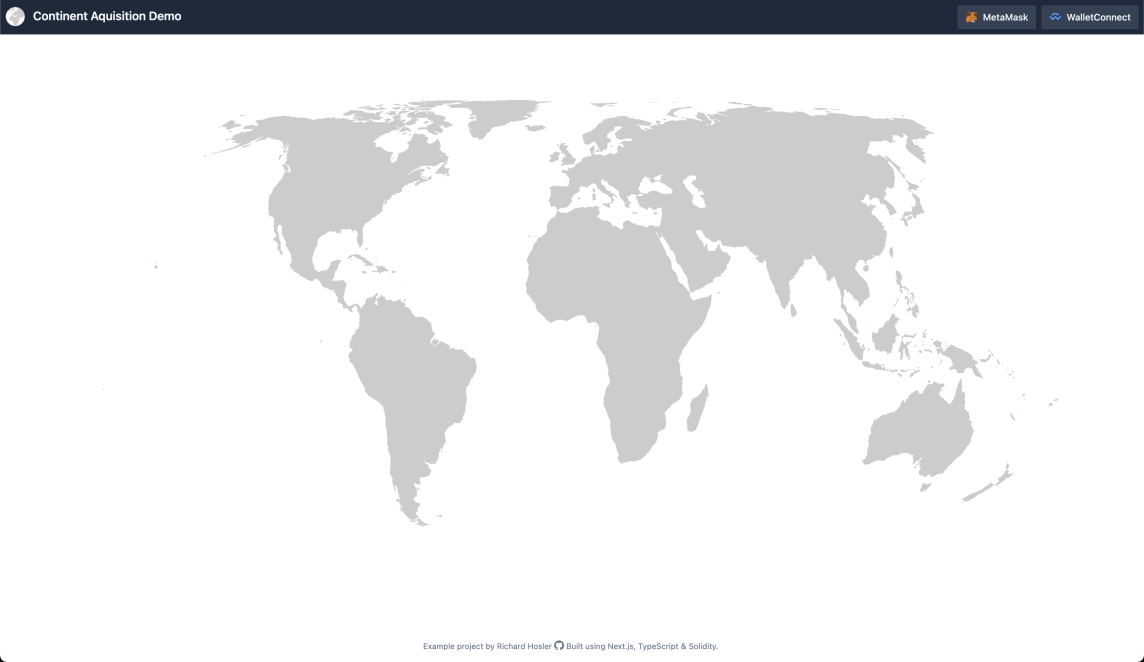 Continent Aquisition Demo
MetaMask
WalletConnect
Example project by Richard Hosler Built using Next.js, TypeScript & Solidity.